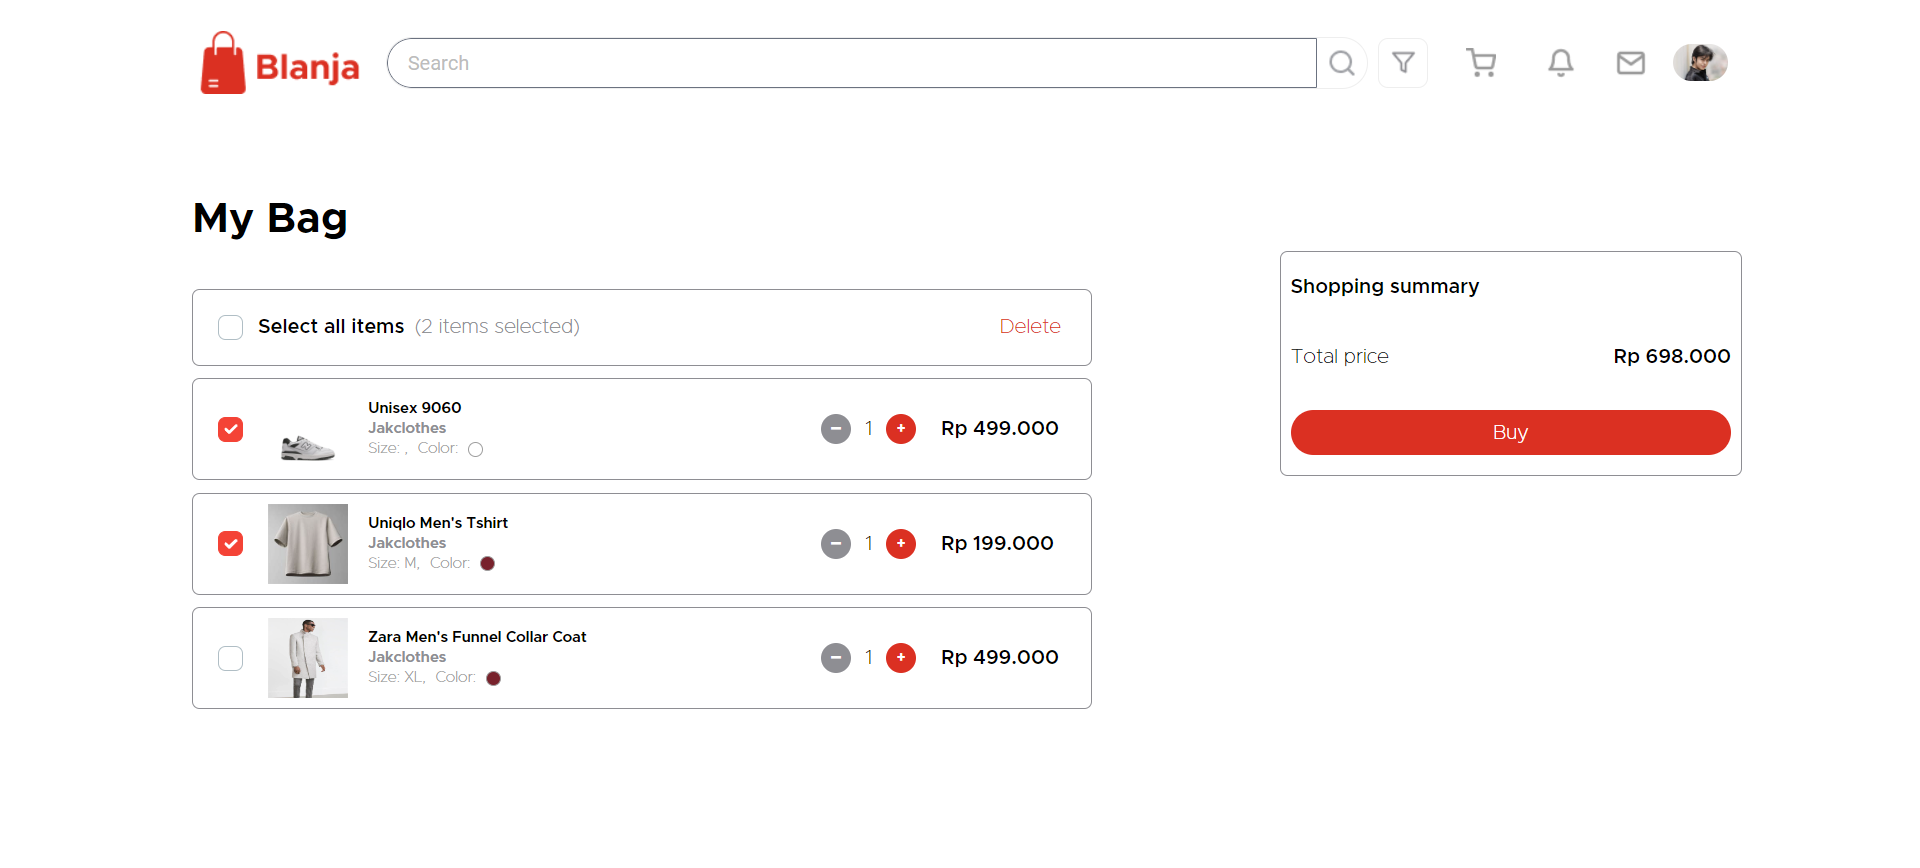 Blanja
Search
My Bag
Select all items (2 items selected)
Delete
Unisex 9060
Jakclothes
Size: , Color:
1
Rp 499.000
Uniqlo Men's Tshirt
Jakclothes
Size: M, Color:
1
Rp 199.000
Zara Men's Funnel Collar Coat
Jakclothes
Size: XL, Color:
1
Rp 499.000
Shopping summary
Total price
Rp 698.000
Buy